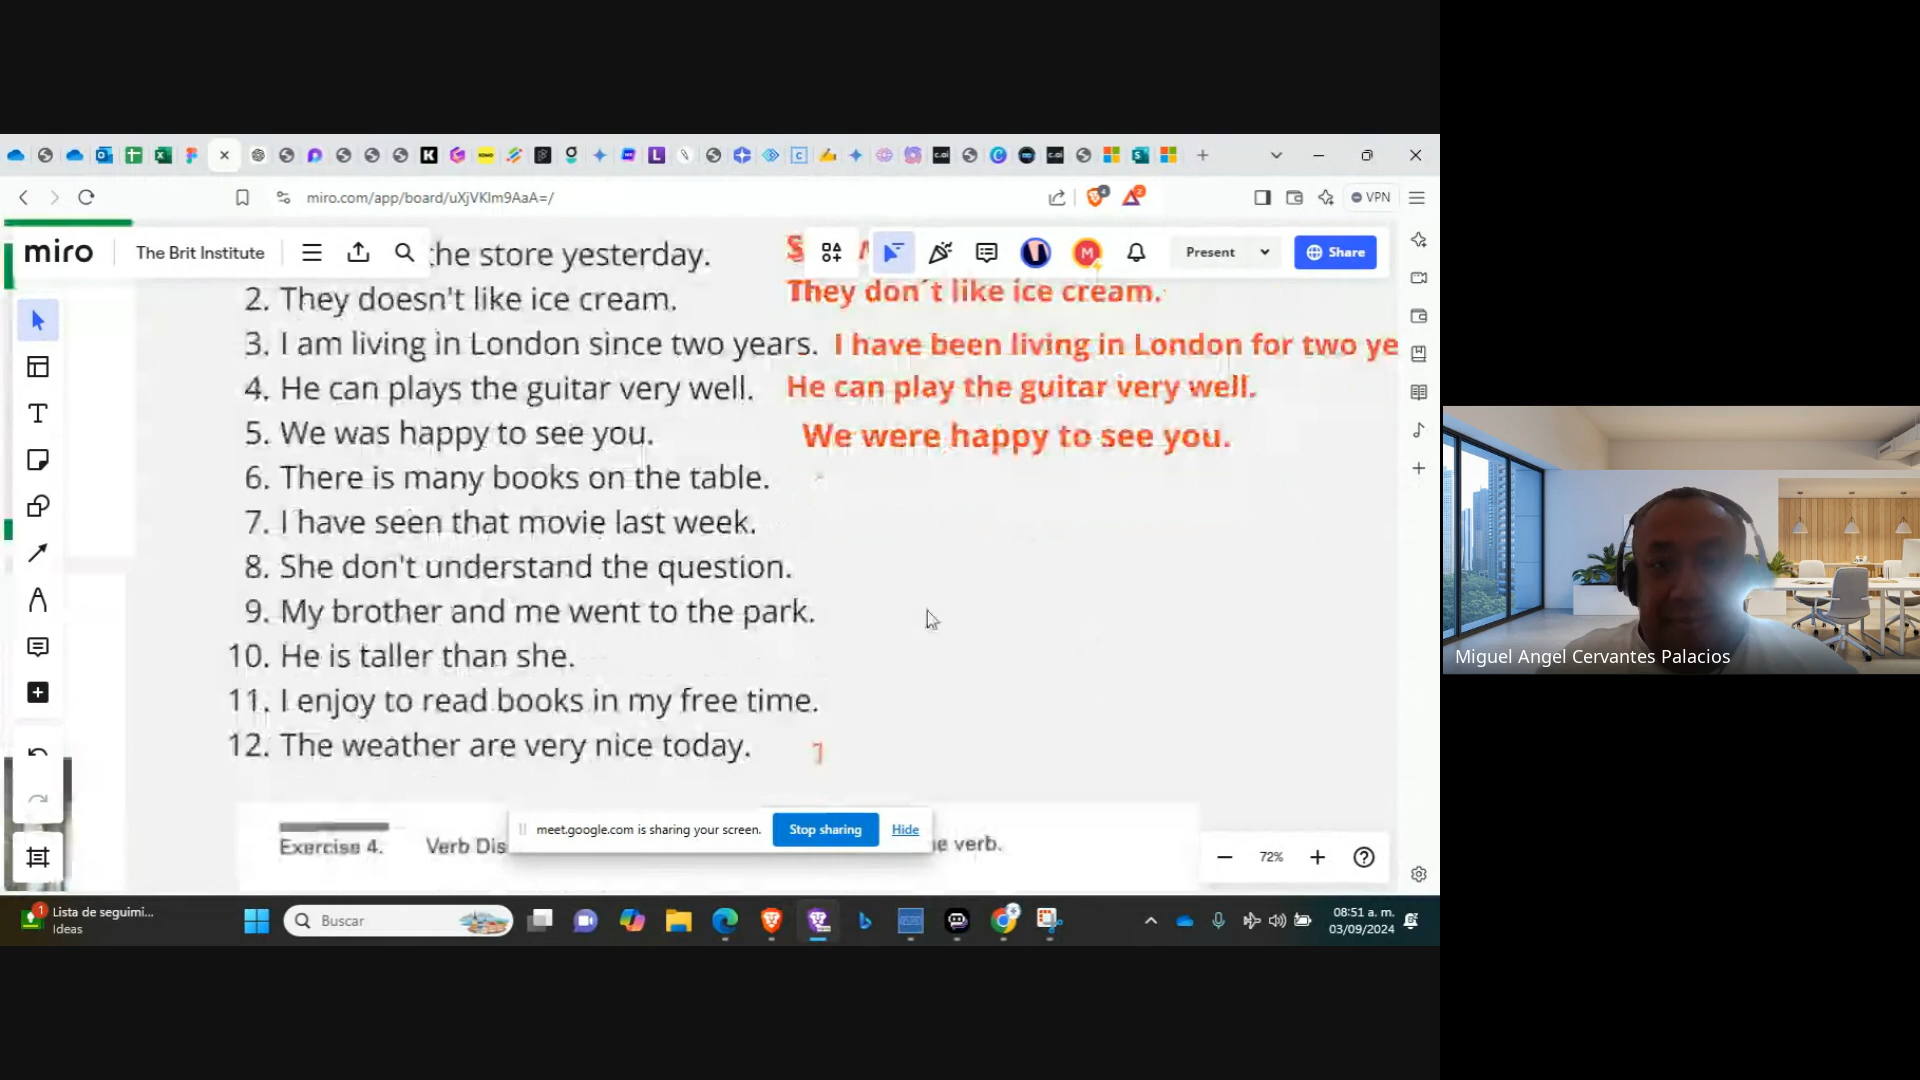 miro.com/app/board/uXjVKlm9AaA=/
VPN
miro
The Brit Institute
the store yesterday.
M
Present
Share
2. They doesn't like ice cream.
They don´t like ice cream.
3. I am living in London since two years.
I have been living in London for two ye
4. He can plays the guitar very well.
He can play the guitar very well.
5. We was happy to see you.
We were happy to see you.
6. There is many books on the table.
7. I have seen that movie last week.
8. She don't understand the question.
9. My brother and me went to the park.
10. He is taller than she.
11. I enjoy to read books in my free time.
12. The weather are very nice today.
Miguel Angel Cervantes Palacios
meet.google.com is sharing your screen.
Stop sharing
Hide
Exercise 4.
Verb Dis
e verb.
72%
1
Lista de seguimi...
Ideas
Buscar
08:51 a. m.
03/09/2024